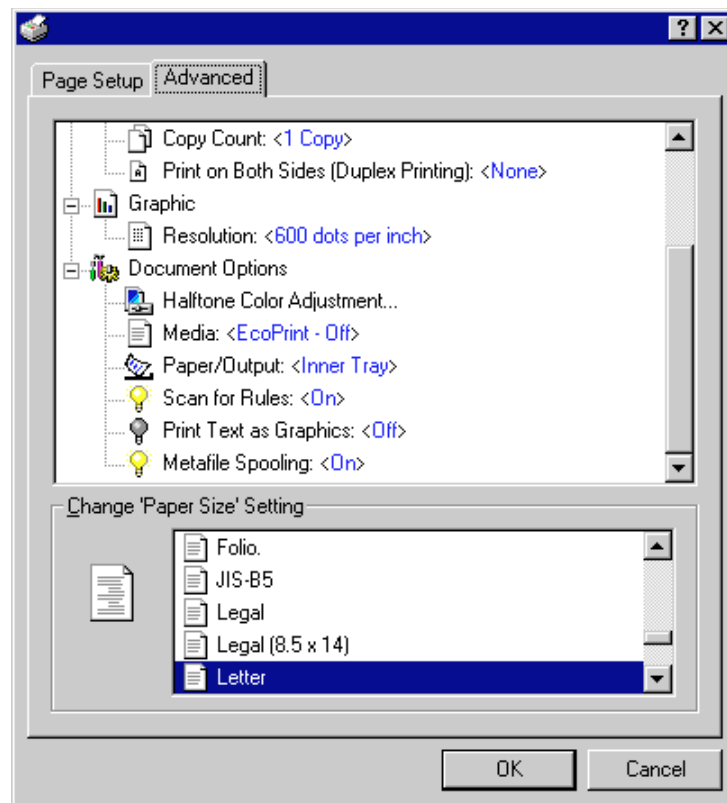 Page Setup Advanced
Copy Count: <1 Copy>
Print on Both Sides (Duplex Printing): <None>
Graphic
Resolution: <600 dots per inch>
Document Options
Halftone Color Adjustment...
Media: <EcoPrint - Off>
Paper/Output: <Inner Tray>
Scan for Rules: <On>
Print Text as Graphics: <Off>
Metafile Spooling: <On>
Change 'Paper Size' Setting
Folio.
JIS-B5
Legal
Legal (8.5 x 14)
Letter
OK Cancel